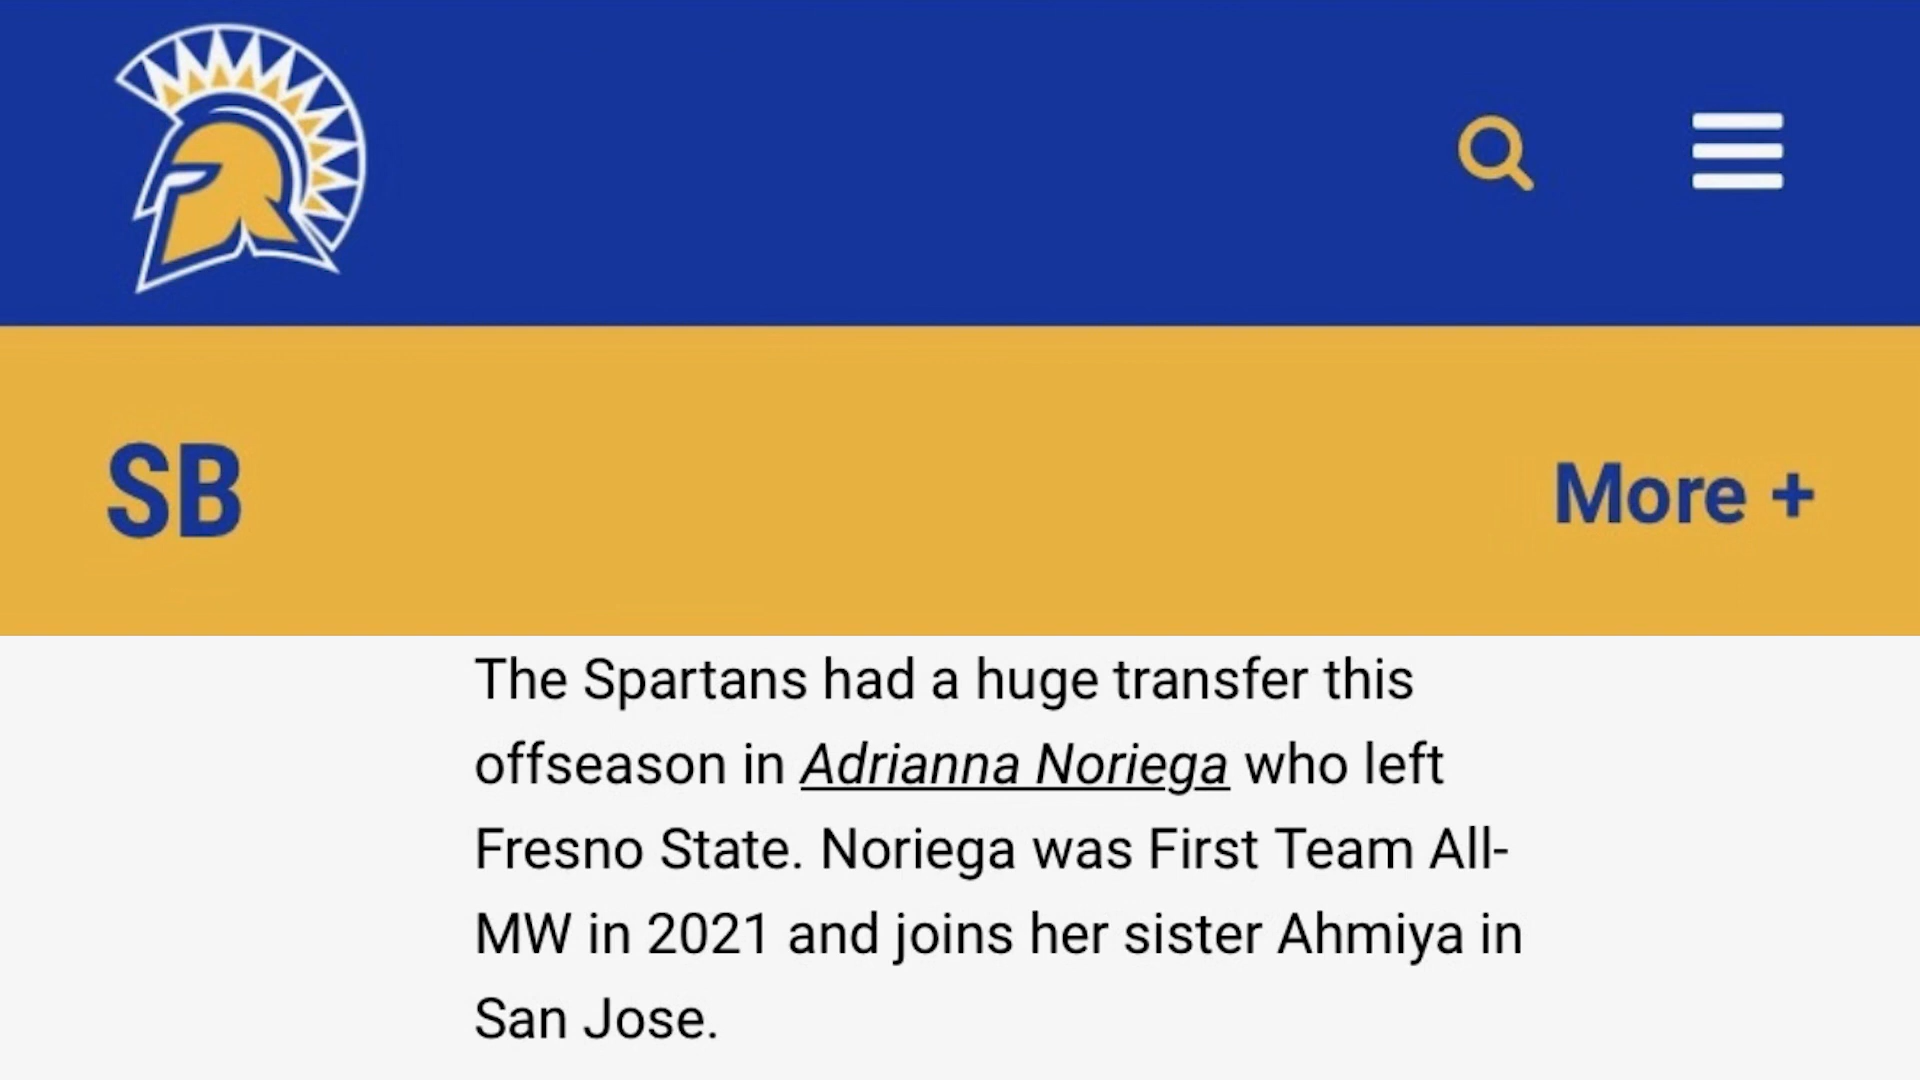 SB
More +
The Spartans had a huge transfer this
offseason in Adrianna Noriega who left
Fresno State. Noriega was First Team All-
MW in 2021 and joins her sister Ahmiya in
San Jose.